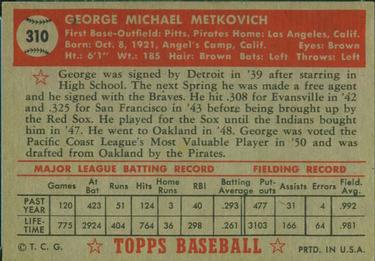 310
GEORGE MICHAEL METKOVICH
First Base-Outfield: Pitts. Pirates Home: Los Angeles, Calif.
Born: Oct. 8, 1921, Angel's Camp, Calif. Eyes: Brown
Ht: 6'1" Wt: 185 Hair: Brown Bats: Left Throws: Left
George was signed by Detroit in '39 after starring in
High School. The next Spring he was made a free agent
and he signed with the Braves. He hit .308 for Evansville in '42
and .325 for San Francisco in '43 before being brought up by the
Red Sox. He played for the Sox until the Indians bought
him in '47. He went to Oakland in '48. George was voted the
Pacific Coast League's Most Valuable Player in '50 and was
drafted from Oakland by the Pirates.
MAJOR LEAGUE BATTING RECORD FIELDING RECORD
Games At Bat Runs Hits Home Runs RBI Batting Average Put-outs Assists Errors Field. Avg.
PAST YEAR 120 423 51 124 3 40 .293 477 31 4 .992
LIFE-TIME 775 2924 404 764 36 298 .261 3103 166 64 .981
© T. C. G. TOPPS BASEBALL PRTD. IN U.S.A.